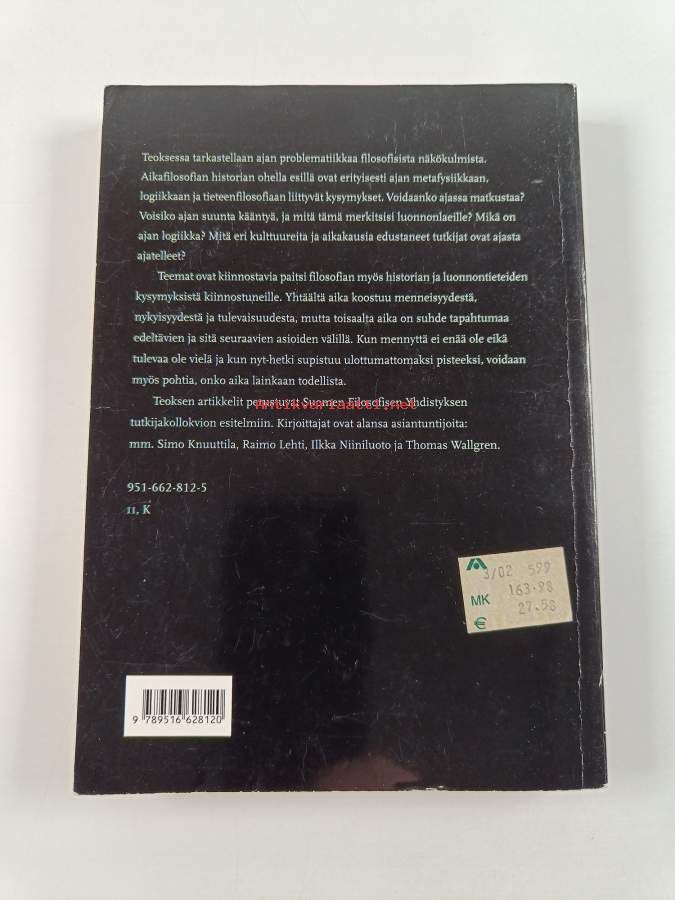 Teoksessa tarkastellaan ajan problematiikkaa filosofisista näkökulmista.
Aikafilosofian historian ohella esillä ovat erityisesti ajan metafysiikkaan,
logiikkaan ja tieteenfilosofiaan liittyvät kysymykset. Voidaanko ajassa matkustaa?
Voisiko ajan suunta kääntyä, ja mitä tämä merkitsisi luonnonlaeille? Mikä on
ajan logiikka? Mitä eri kulttuureita ja aikakausia edustaneet tutkijat ovat ajasta
ajatelleet?
Teemat ovat kiinnostavia paitsi filosofian myös historian ja luonnontieteiden
kysymyksistä kiinnostuneille. Yhtäältä aika koostuu menneisyydestä,
nykyisyydestä ja tulevaisuudesta, mutta toisaalta aika on suhde tapahtumaa
edeltävien ja sitä seuraavien asioiden välillä. Kun mennyttä ei enää ole eikä
tulevaa ole vielä ja kun nyt-hetki supistuu ulottumattomaksi pisteeksi, voidaan
myös pohtia, onko aika lainkaan todellista.
Teoksen artikkelit perustuvat Suomen Filosofisen Yhdistyksen
Antikvariaatti.net
tutkijakollokvion esitelmiin. Kirjoittajat ovat alansa asiantuntijoita:
mm. Simo Knuuttila, Raimo Lehti, Ilkka Niiniluoto ja Thomas Wallgren.
951-662-812-5
11, K
3/02 599
MK 163.98
27.58
€
9 789516 628120